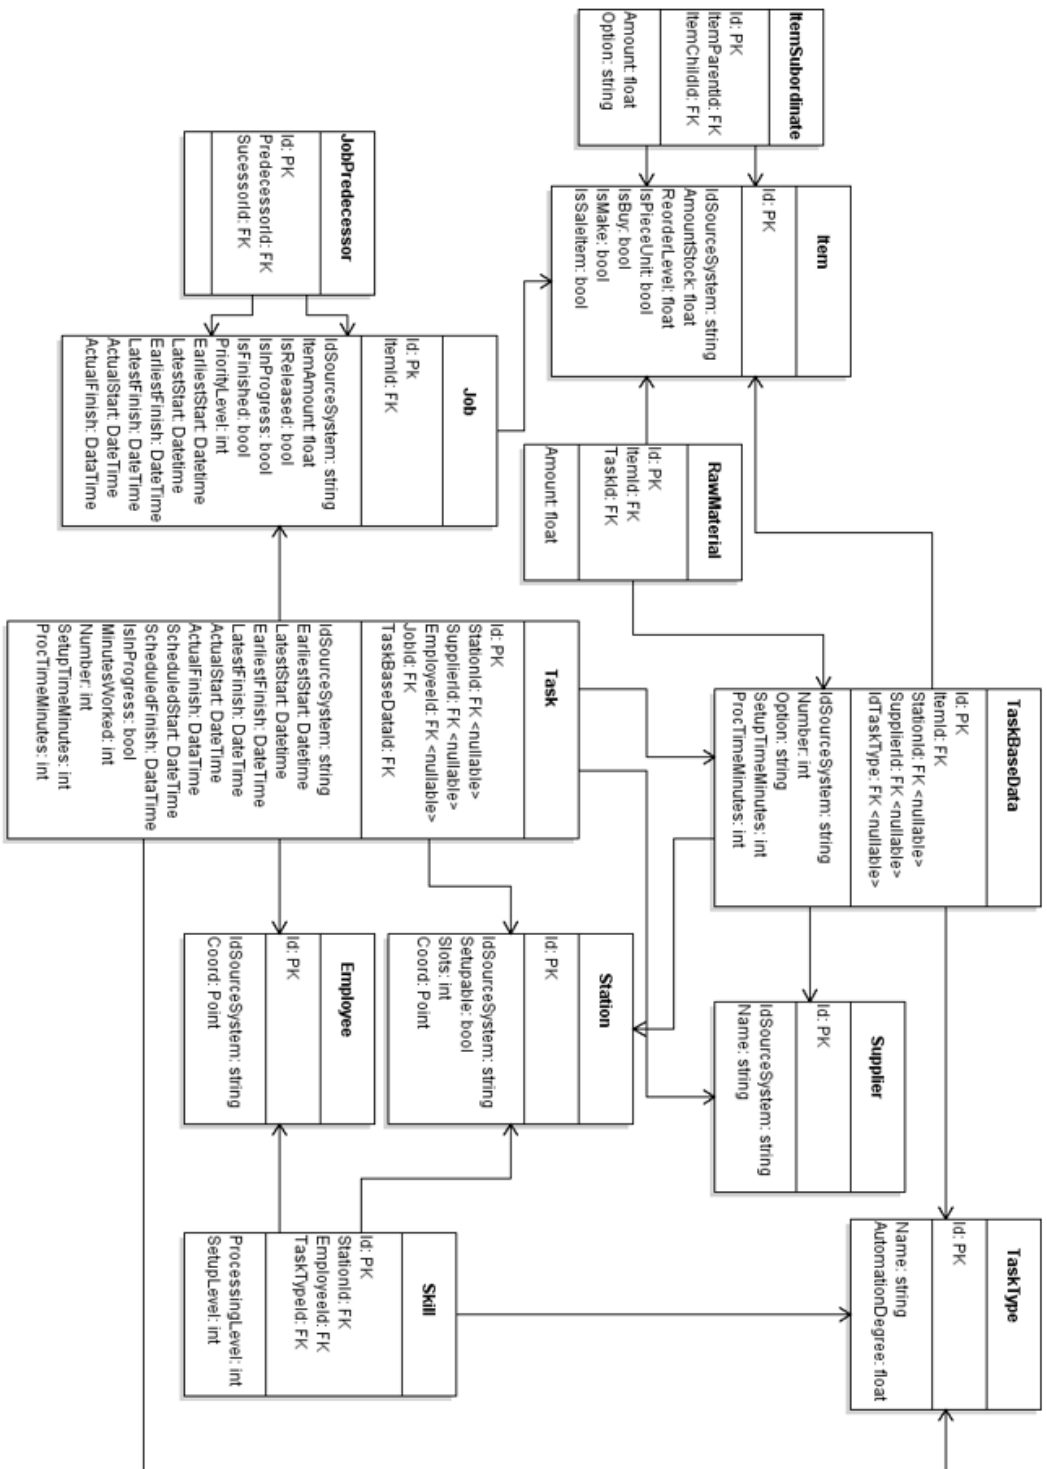 ItemSubordinate
Id: PK
ItemParentId: FK
ItemChildId: FK
Amount: float
Option: string
Item
Id: PK
IdSourceSystem: string
AmountStock: float
ReorderLevel: float
IsPieceUnit: bool
IsBuy: bool
IsMake: bool
IsSaleItem: bool
JobPredecessor
Id: PK
PredecessorId: FK
SucessorId: FK
Job
Id: Pk
ItemId: FK
IdSourceSystem: string
ItemAmount: float
IsReleased: bool
IsInProgress: bool
IsFinished: bool
PriorityLevel: int
EarliestStart: Datetime
LatestStart: Datetime
EarliestFinish: DateTime
LatestFinish: DateTime
ActualStart: DateTime
ActualFinish: DataTime
RawMaterial
Id: PK
ItemId: FK
TaskId: FK
Amount: float
TaskBaseData
Id: PK
ItemId: FK
StationId: FK <nullable>
SupplierId: FK <nullable>
IdTaskType: FK <nullable>
IdSourceSystem: string
Number: int
Option: string
SetupTimeMinutes: int
ProcTimeMinutes: int
Task
Id: PK
StationId: FK <nullable>
SupplierId: FK <nullable>
EmployeeId: FK <nullable>
JobId: FK
TaskBaseDataId: FK
IdSourceSystem: string
EarliestStart: Datetime
LatestStart: Datetime
EarliestFinish: DateTime
LatestFinish: DateTime
ActualStart: DateTime
ActualFinish: DataTime
ScheduledStart: DateTime
ScheduledFinish: DataTime
IsInProgress: bool
MinutesWorked: int
Number: int
SetupTimeMinutes: int
ProcTimeMinutes: int
Supplier
Id: PK
IdSourceSystem: string
Name: string
Station
Id: PK
IdSourceSystem: string
Setupable: bool
Slots: int
Coord: Point
Employee
Id: PK
IdSourceSystem: string
Coord: Point
TaskType
Id: PK
Name: string
AutomationDegree: float
Skill
Id: PK
StationId: FK
EmployeeId: FK
TaskTypeId: FK
ProcessingLevel: int
SetupLevel: int